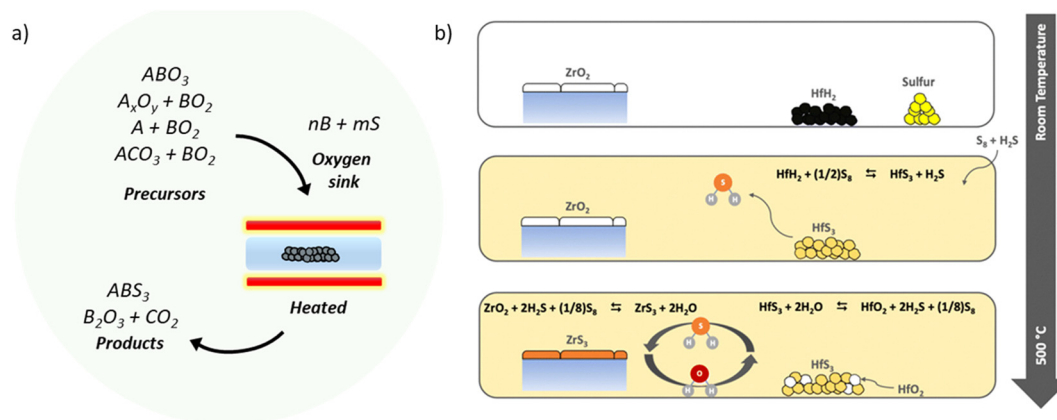 a)
ABO3
AxOy + BO2
A + BO2
ACO3 + BO2
Precursors
nB + mS
Oxygen
sink
Heated
ABS3
B2O3 + CO2
Products
b)
ZrO2
HfH2
Sulfur
Room Temperature
S8 + H2S
HfH2 + (1/2)S8 ⇆ HfS3 + H2S
S
H H
ZrO2
HfS3
ZrO2 + 2H2S + (1/8)S8 ⇆ ZrS3 + 2H2O
HfS3 + 2H2O ⇆ HfO2 + 2H2S + (1/8)S8
S
H H
ZrS3
O
H H
HfS3
HfO2
500 °C